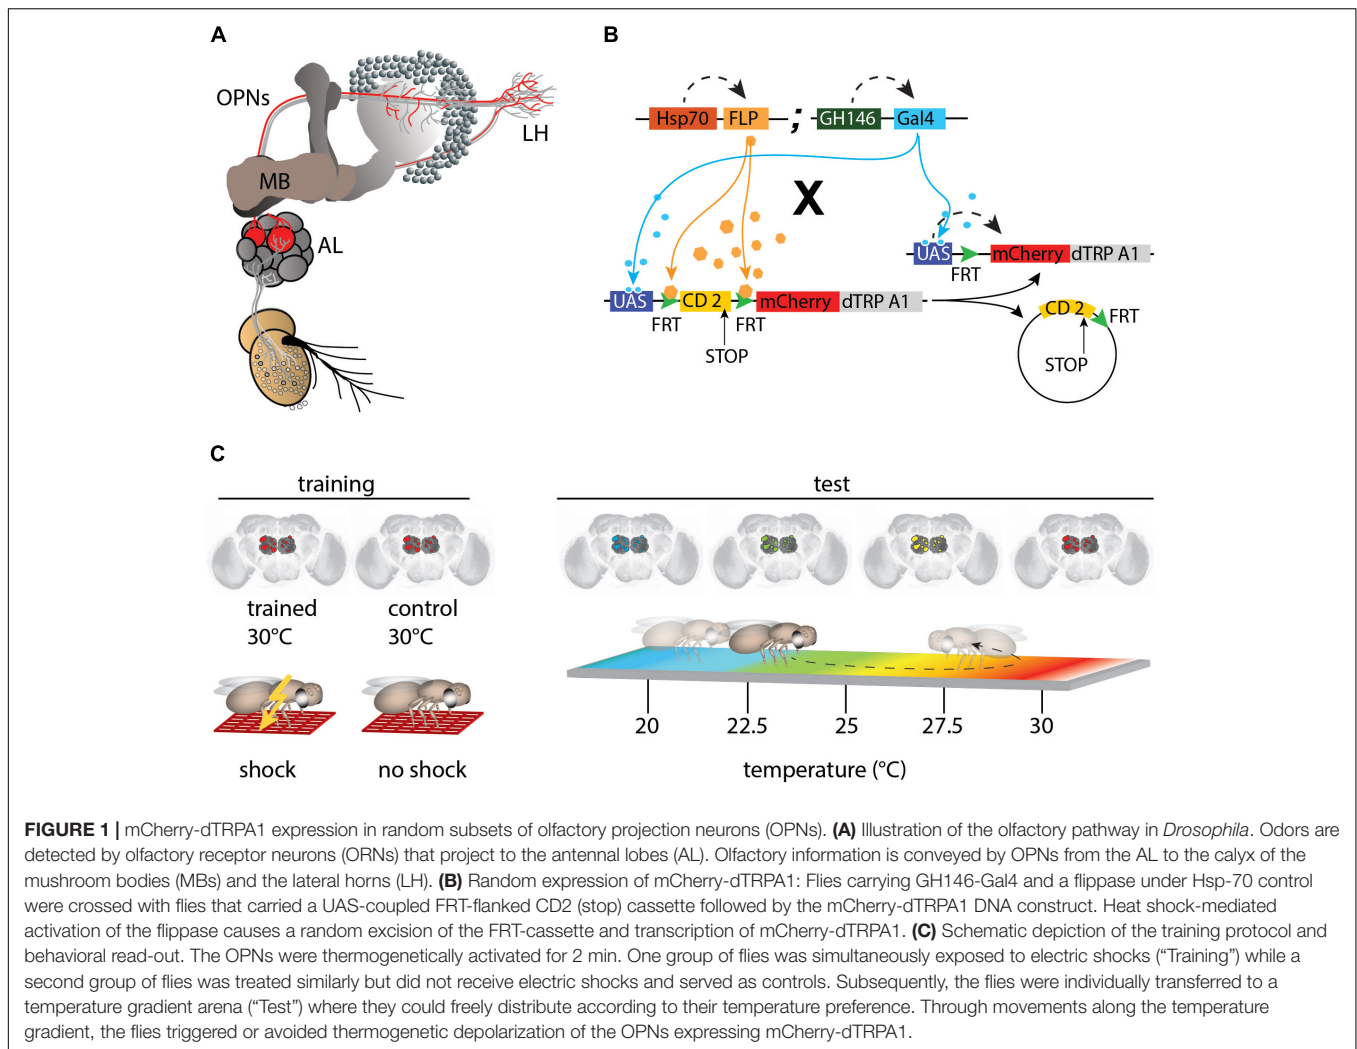 A
OPNs
LH
MB
AL
B
Hsp70 FLP ; GH146 Gal4
X
UAS mCherry dTRP A1
FRT
UAS CD 2 mCherry dTRP A1
FRT FRT
STOP
CD 2 FRT
STOP
C
training test
trained control
30°C 30°C
20 22.5 25 27.5 30
shock no shock temperature (°C)
FIGURE 1 | mCherry-dTRPA1 expression in random subsets of olfactory projection neurons (OPNs). (A) Illustration of the olfactory pathway in Drosophila. Odors are
detected by olfactory receptor neurons (ORNs) that project to the antennal lobes (AL). Olfactory information is conveyed by OPNs from the AL to the calyx of the
mushroom bodies (MBs) and the lateral horns (LH). (B) Random expression of mCherry-dTRPA1: Flies carrying GH146-Gal4 and a flippase under Hsp-70 control
were crossed with flies that carried a UAS-coupled FRT-flanked CD2 (stop) cassette followed by the mCherry-dTRPA1 DNA construct. Heat shock-mediated
activation of the flippase causes a random excision of the FRT-cassette and transcription of mCherry-dTRPA1. (C) Schematic depiction of the training protocol and
behavioral read-out. The OPNs were thermogenetically activated for 2 min. One group of flies was simultaneously exposed to electric shocks (“Training”) while a
second group of flies was treated similarly but did not receive electric shocks and served as controls. Subsequently, the flies were individually transferred to a
temperature gradient arena (“Test”) where they could freely distribute according to their temperature preference. Through movements along the temperature
gradient, the flies triggered or avoided thermogenetic depolarization of the OPNs expressing mCherry-dTRPA1.